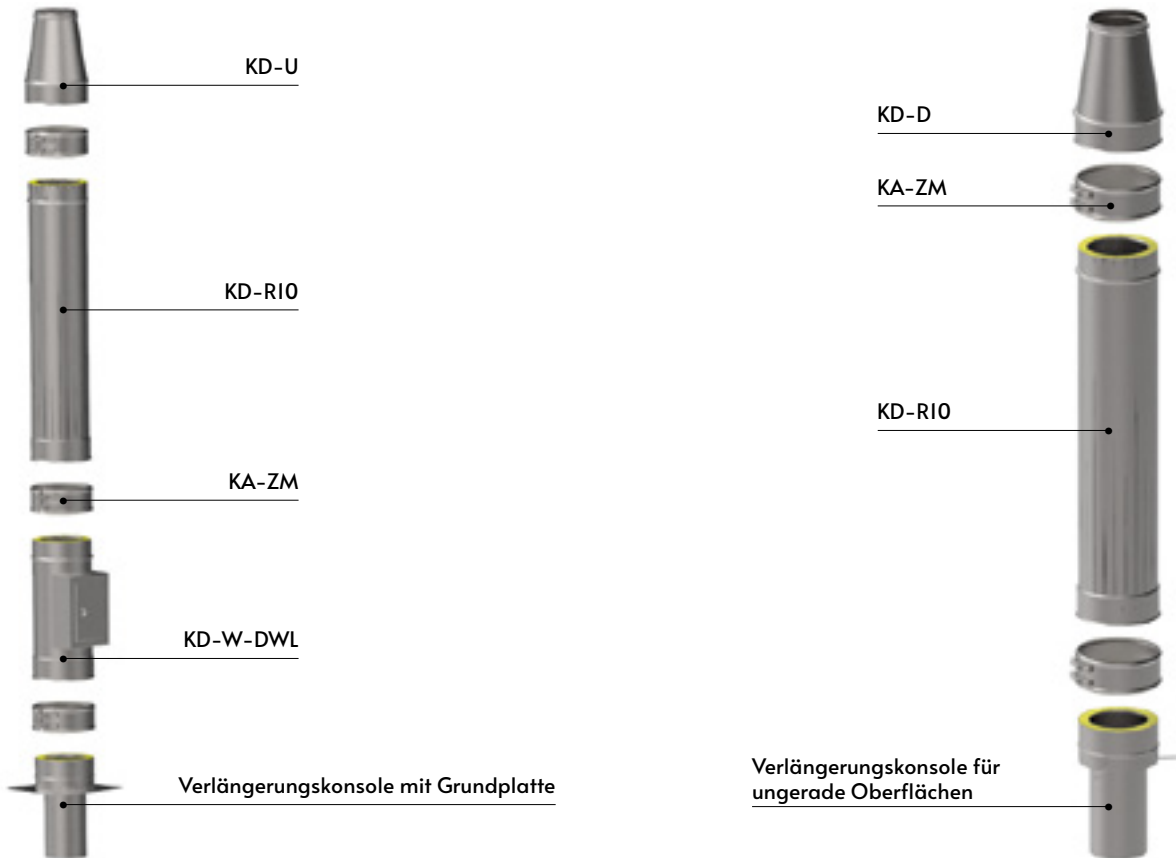 KD-U
KD-R10
KA-ZM
KD-W-DWL
Verlängerungskonsole mit Grundplatte
KD-D
KA-ZM
KD-R10
Verlängerungskonsole für
ungerade Oberflächen